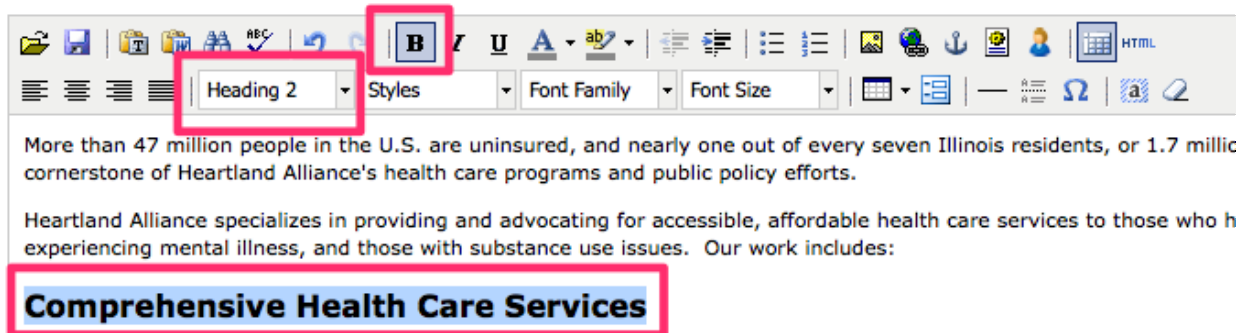 ABC B I U A ab HTML
Heading 2 Styles Font Family Font Size Ω a
More than 47 million people in the U.S. are uninsured, and nearly one out of every seven Illinois residents, or 1.7
cornerstone of Heartland Alliance's health care programs and public policy efforts.
Heartland Alliance specializes in providing and advocating for accessible, affordable health care services to those who
experiencing mental illness, and those with substance use issues. Our work includes:
Comprehensive Health Care Services